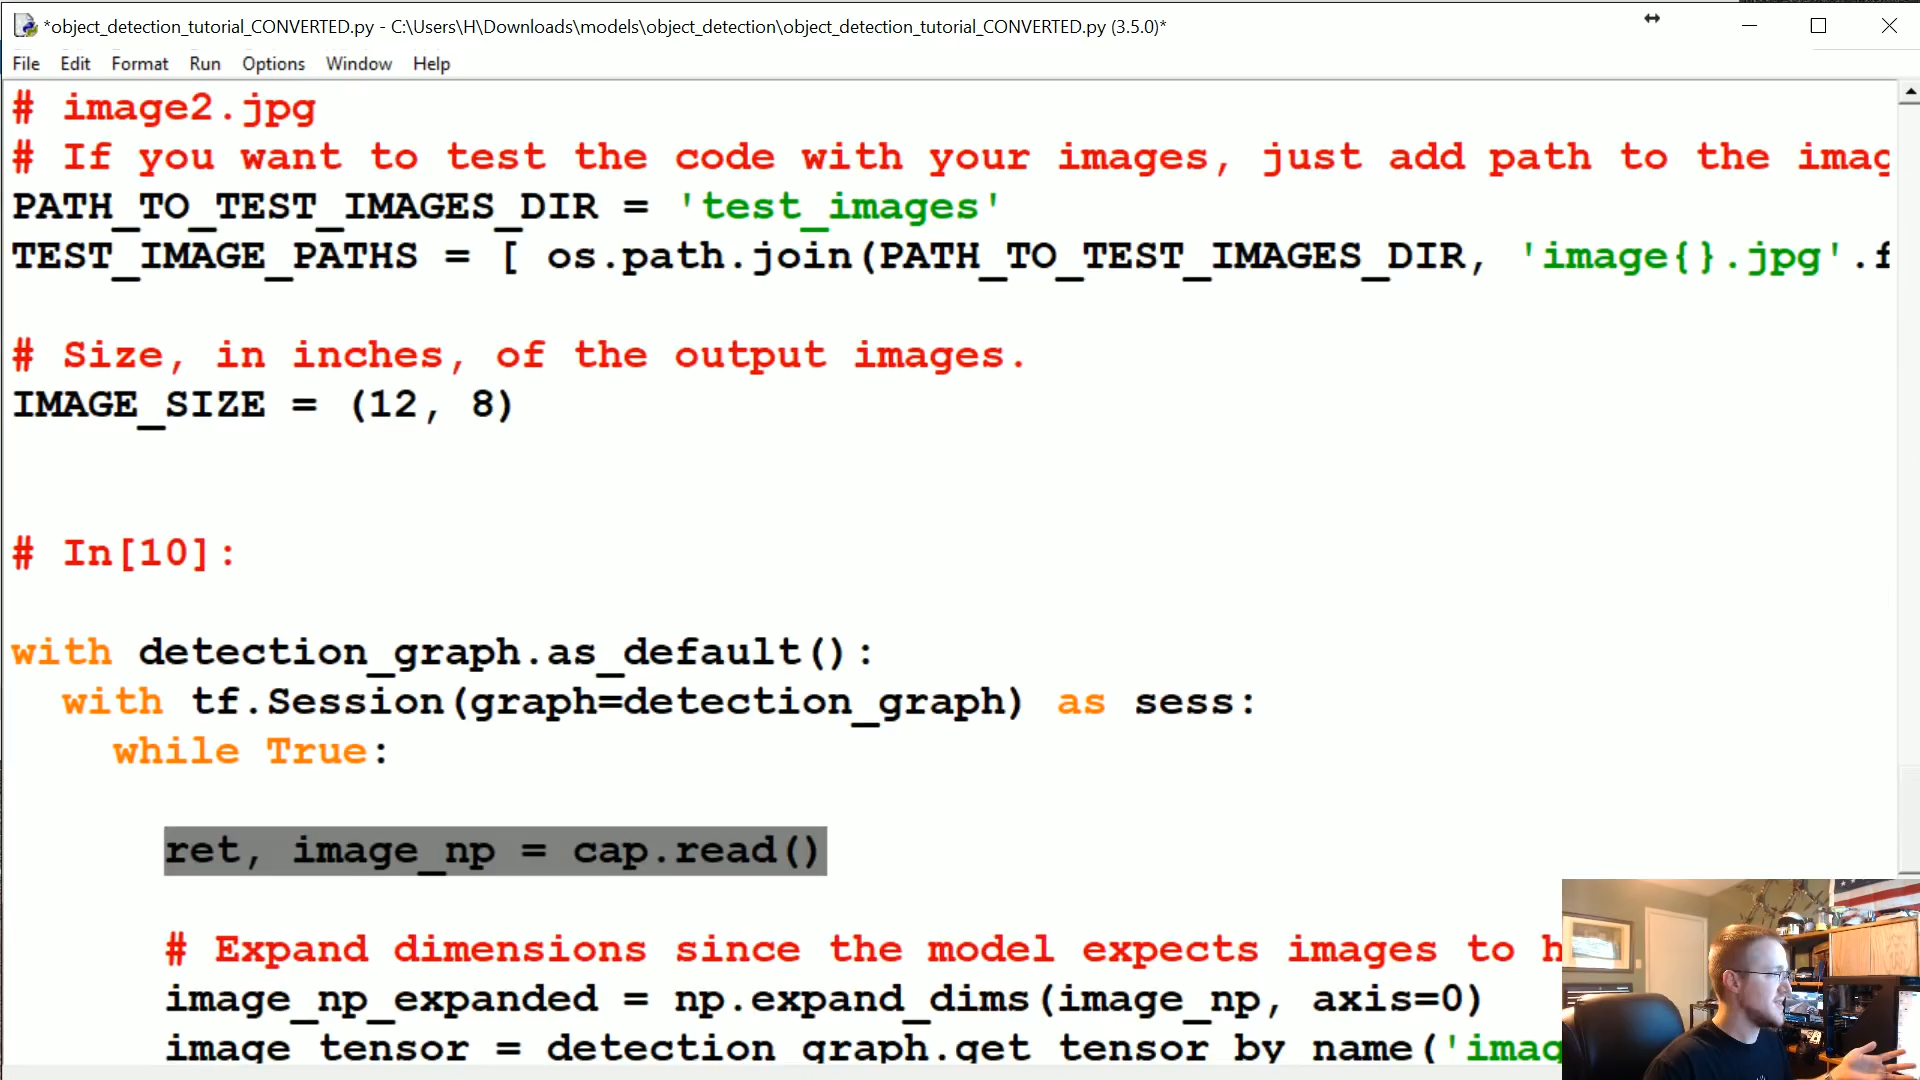 *object_detection_tutorial_CONVERTED.py - C:\Users\H\Downloads\models\object_detection\object_detection_tutorial_CONVERTED.py (3.5.0)*
File Edit Format Run Options Window Help
# image2.jpg
# If you want to test the code with your images, just add path to the imag
PATH_TO_TEST_IMAGES_DIR = 'test_images'
TEST_IMAGE_PATHS = [ os.path.join(PATH_TO_TEST_IMAGES_DIR, 'image{}.jpg'.f
# Size, in inches, of the output images.
IMAGE_SIZE = (12, 8)
# In[10]:
with detection_graph.as_default():
with tf.Session(graph=detection_graph) as sess:
while True:
ret, image_np = cap.read()
# Expand dimensions since the model expects images to h
image_np_expanded = np.expand_dims(image_np, axis=0)
image_tensor = detection_graph.get_tensor_by_name('imag